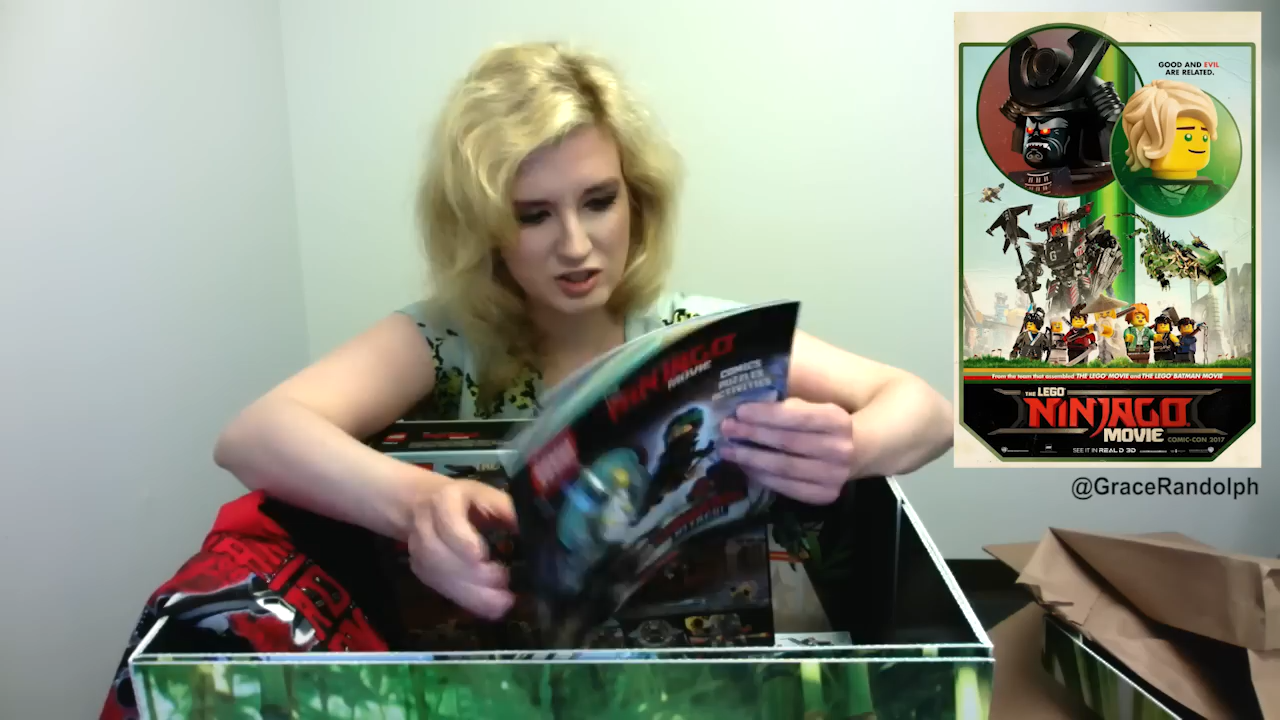 GOOD AND EVIL
ARE RELATED.
From the team that assembled THE LEGO MOVIE and THE LEGO BATMAN MOVIE
THE LEGO
NINJAGO
MOVIE COMIC-CON 2017
SEE IT IN REAL D 3D
@GraceRandolph
NINJAGO
MOVIE
COMICS
PUZZLES
ACTIVITIES